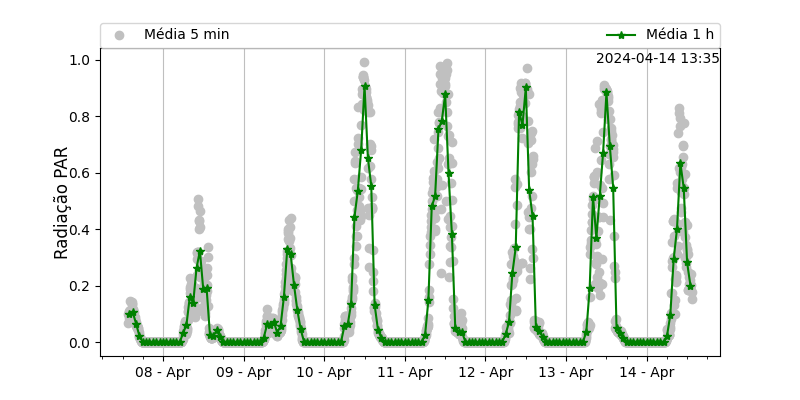 Média 5 min
Média 1 h
2024-04-14 13:35
Radiação PAR
1.0
0.8
0.6
0.4
0.2
0.0
08 - Apr
09 - Apr
10 - Apr
11 - Apr
12 - Apr
13 - Apr
14 - Apr